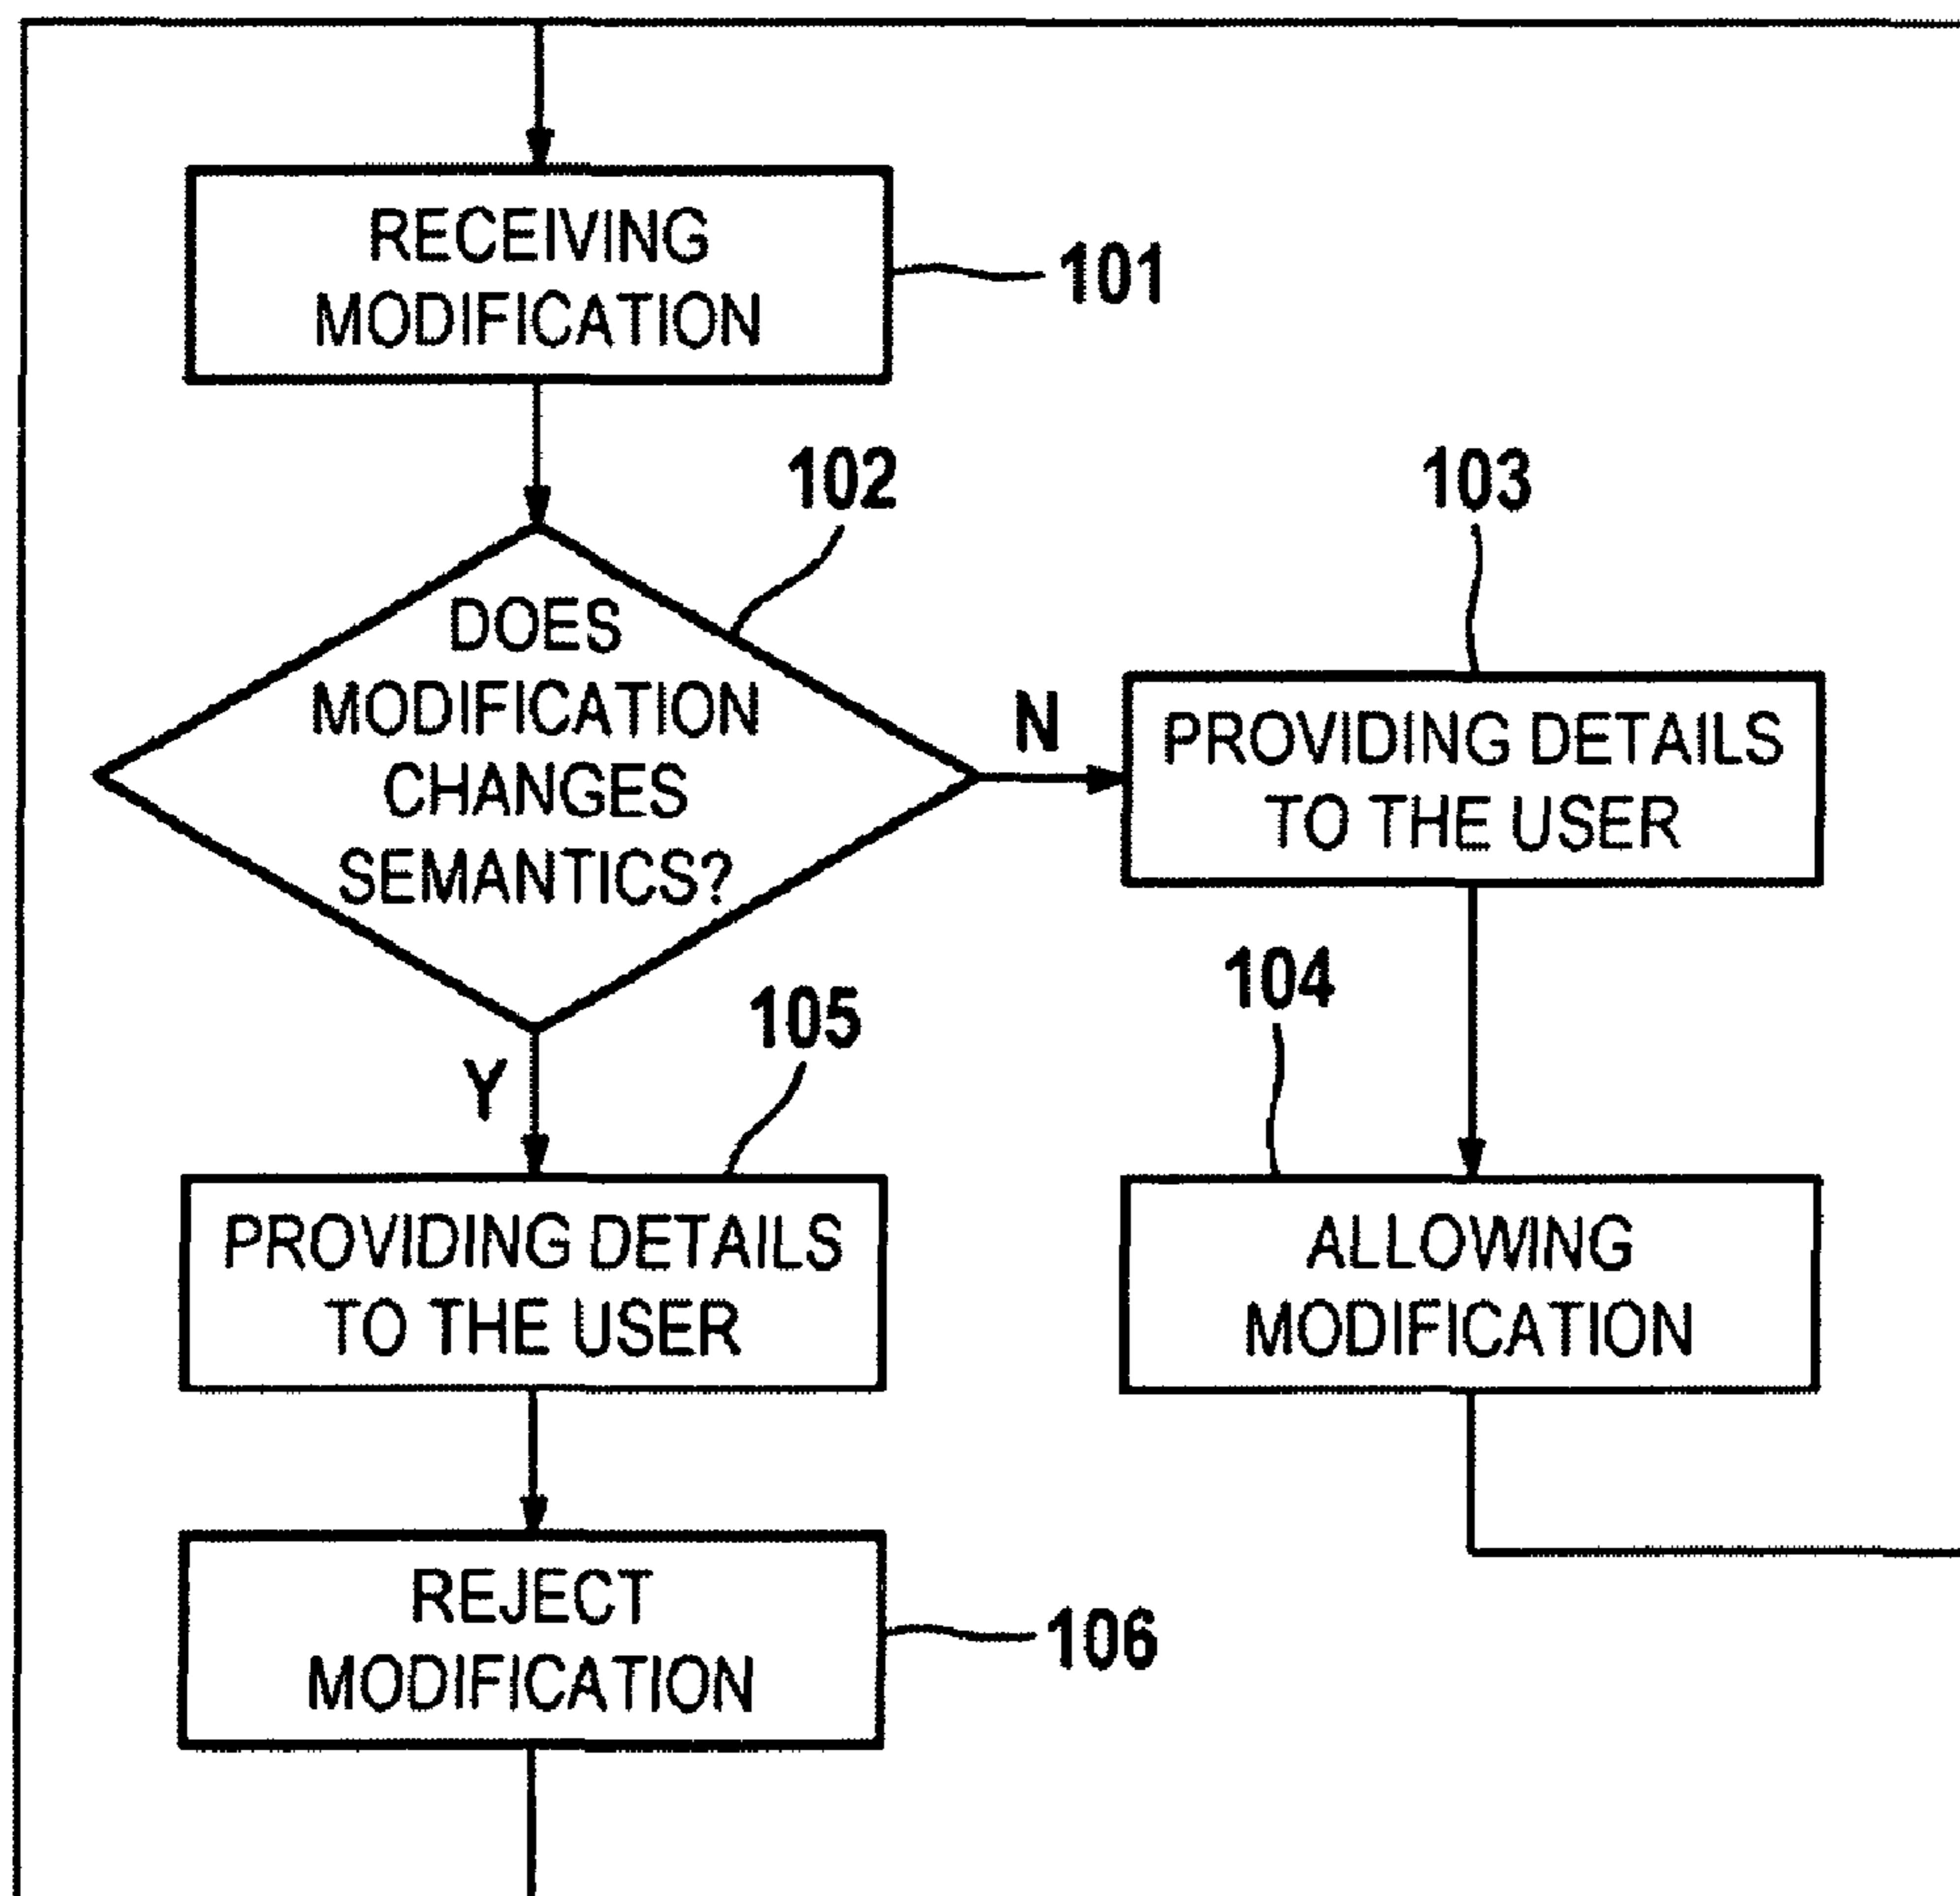 RECEIVING
MODIFICATION
101
102
DOES
MODIFICATION
CHANGES
SEMANTICS?
N
103
PROVIDING DETAILS
TO THE USER
104
ALLOWING
MODIFICATION
Y
105
PROVIDING DETAILS
TO THE USER
REJECT
MODIFICATION
106